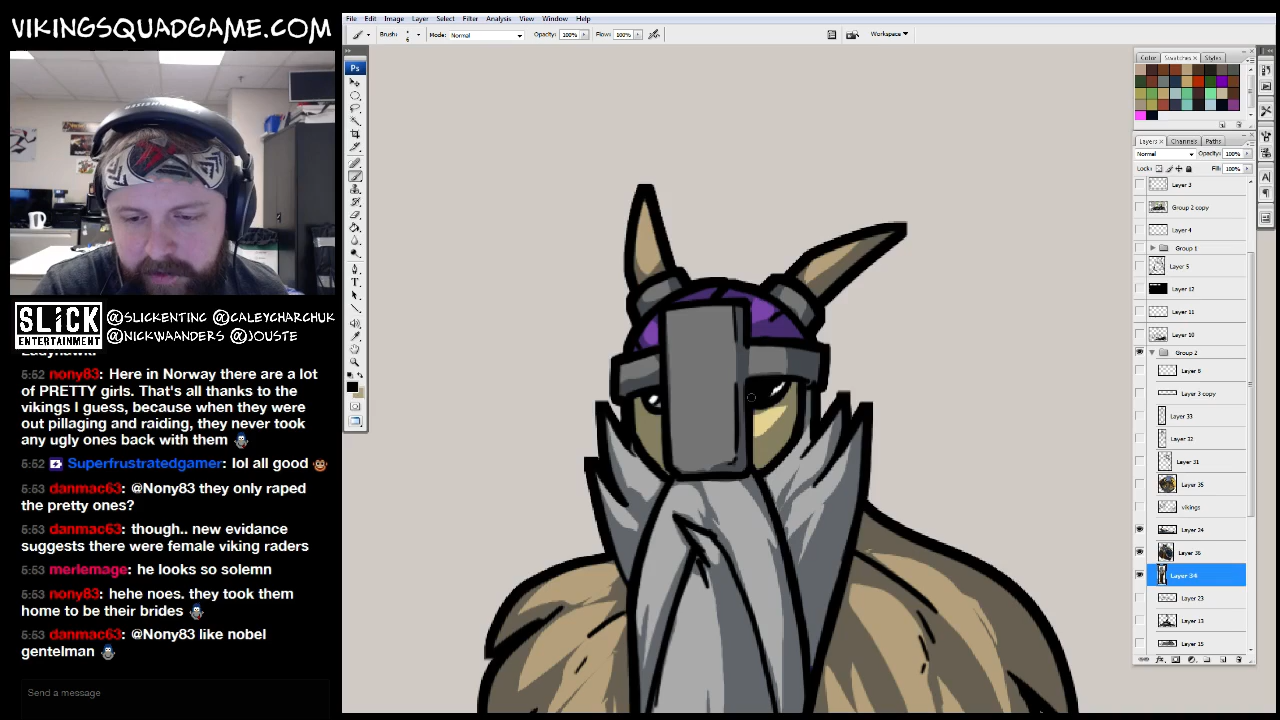 VIKINGSQUADGAME.COM
SLICK
ENTERTAINMENT
@SLICKENTINC @CALEYCHARCHUK
@NICKWAANDERS @JOUSTE
5:52 nony83: Here in Norway there are a lot
of PRETTY girls. That's all thanks to the
vikings I guess, because when they were
out pillaging and raiding, they never took
any ugly ones back with them
5:52 Superfrustratedgamer: lol all good
5:53 danmac63: @Nony83 they only raped
the pretty ones?
5:53 danmac63: though.. new evidance
suggests there were female viking raders
5:53 merlemage: he looks so solemn
5:53 nony83: hehe noes. they took them
home to be their brides
5:53 danmac63: @Nony83 like nobel
gentelman
Send a message
File Edit Image Layer Select Filter Analysis View Window Help
Brush: Mode: Normal Opacity: 100% Flow: 100% Workspace
Ps
Color Swatches Styles
Layers Channels Paths
Normal Opacity: 100%
Lock: Fill: 100%
Layer 3
Group 2 copy
Layer 4
Group 1
Layer 5
Layer 12
Layer 11
Layer 10
Group 2
Layer 8
Layer 3 copy
Layer 33
Layer 32
Layer 31
Layer 35
vikings
Layer 24
Layer 36
Layer 34
Layer 23
Layer 13
Layer 15